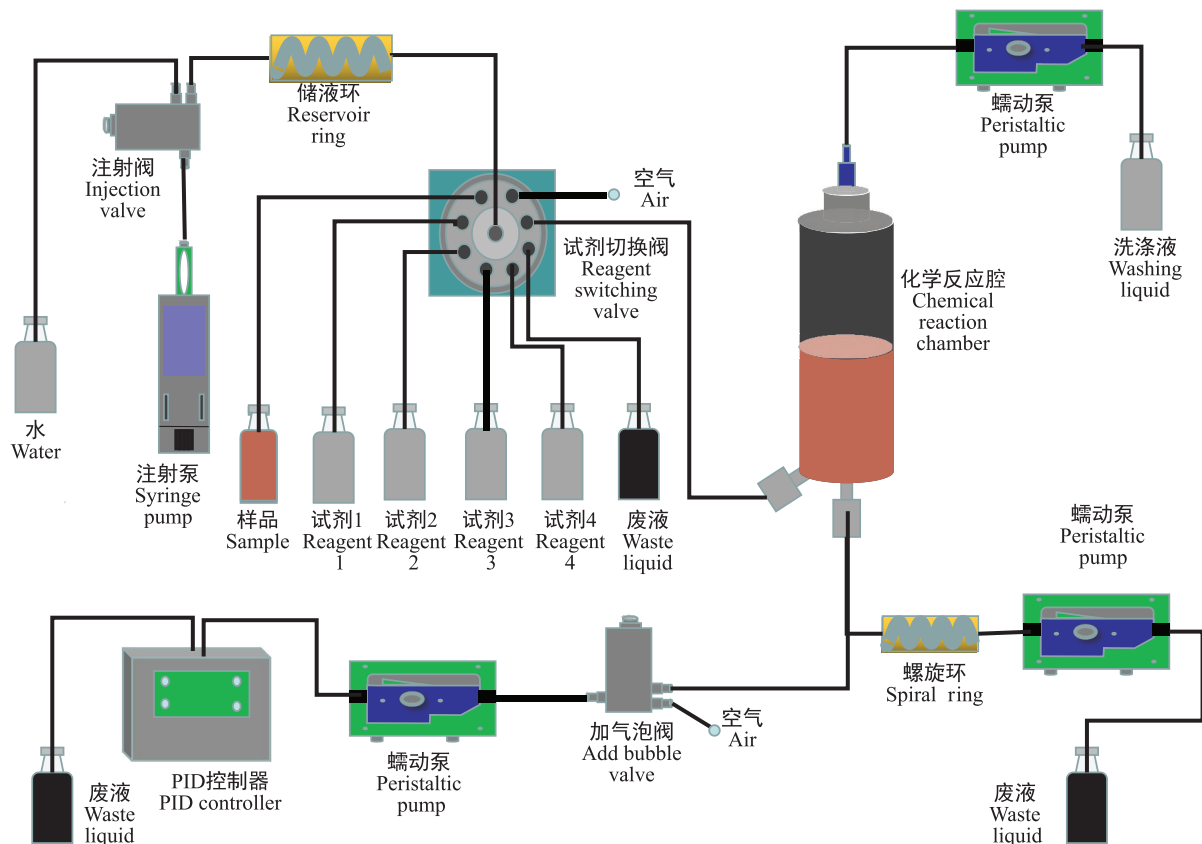 储液环
Reservoir
ring
注射阀
Injection
valve
空气
Air
蠕动泵
Peristaltic
pump
试剂切换阀
Reagent
switching
valve
洗涤液
Washing
liquid
化学反应腔
Chemical
reaction
chamber
水
Water
注射泵
Syringe
pump
样品
Sample
试剂1
Reagent
1
试剂2
Reagent
2
试剂3
Reagent
3
试剂4
Reagent
4
废液
Waste
liquid
蠕动泵
Peristaltic
pump
螺旋环
Spiral ring
加气泡阀
Add bubble
valve
空气
Air
蠕动泵
Peristaltic
pump
PID控制器
PID controller
废液
Waste
liquid
废液
Waste
liquid